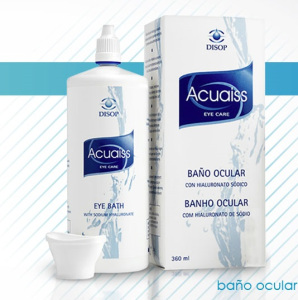 DISOP
Acuaiss
EYE CARE
EYE BATH
WITH SODIUM HYALURONATE
DISOP
Acuaiss
EYE CARE
BAÑO OCULAR
CON HIALURONATO SÓDICO
BANHO OCULAR
COM HIALURONATO DE SÓDIO
360 ml
baño ocular